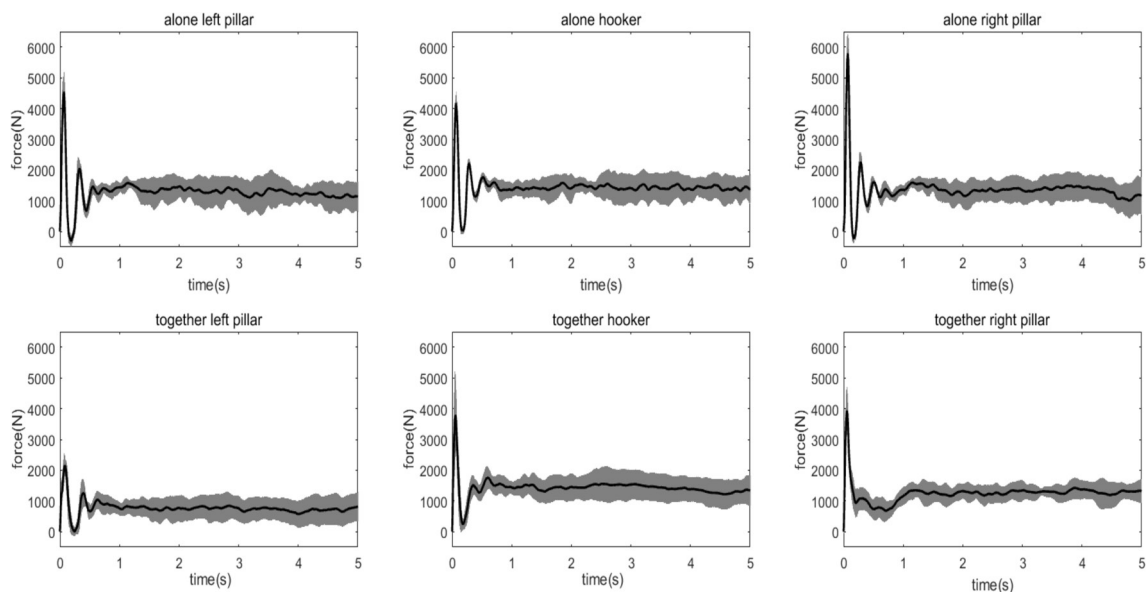 alone left pillar
force(N)
6000
5000
4000
3000
2000
1000
0
0 1 2 3 4 5
time(s)
alone hooker
force(N)
6000
5000
4000
3000
2000
1000
0
0 1 2 3 4 5
time(s)
alone right pillar
force(N)
6000
5000
4000
3000
2000
1000
0
0 1 2 3 4 5
time(s)
together left pillar
force(N)
6000
5000
4000
3000
2000
1000
0
0 1 2 3 4 5
time(s)
together hooker
force(N)
6000
5000
4000
3000
2000
1000
0
0 1 2 3 4 5
time(s)
together right pillar
force(N)
6000
5000
4000
3000
2000
1000
0
0 1 2 3 4 5
time(s)